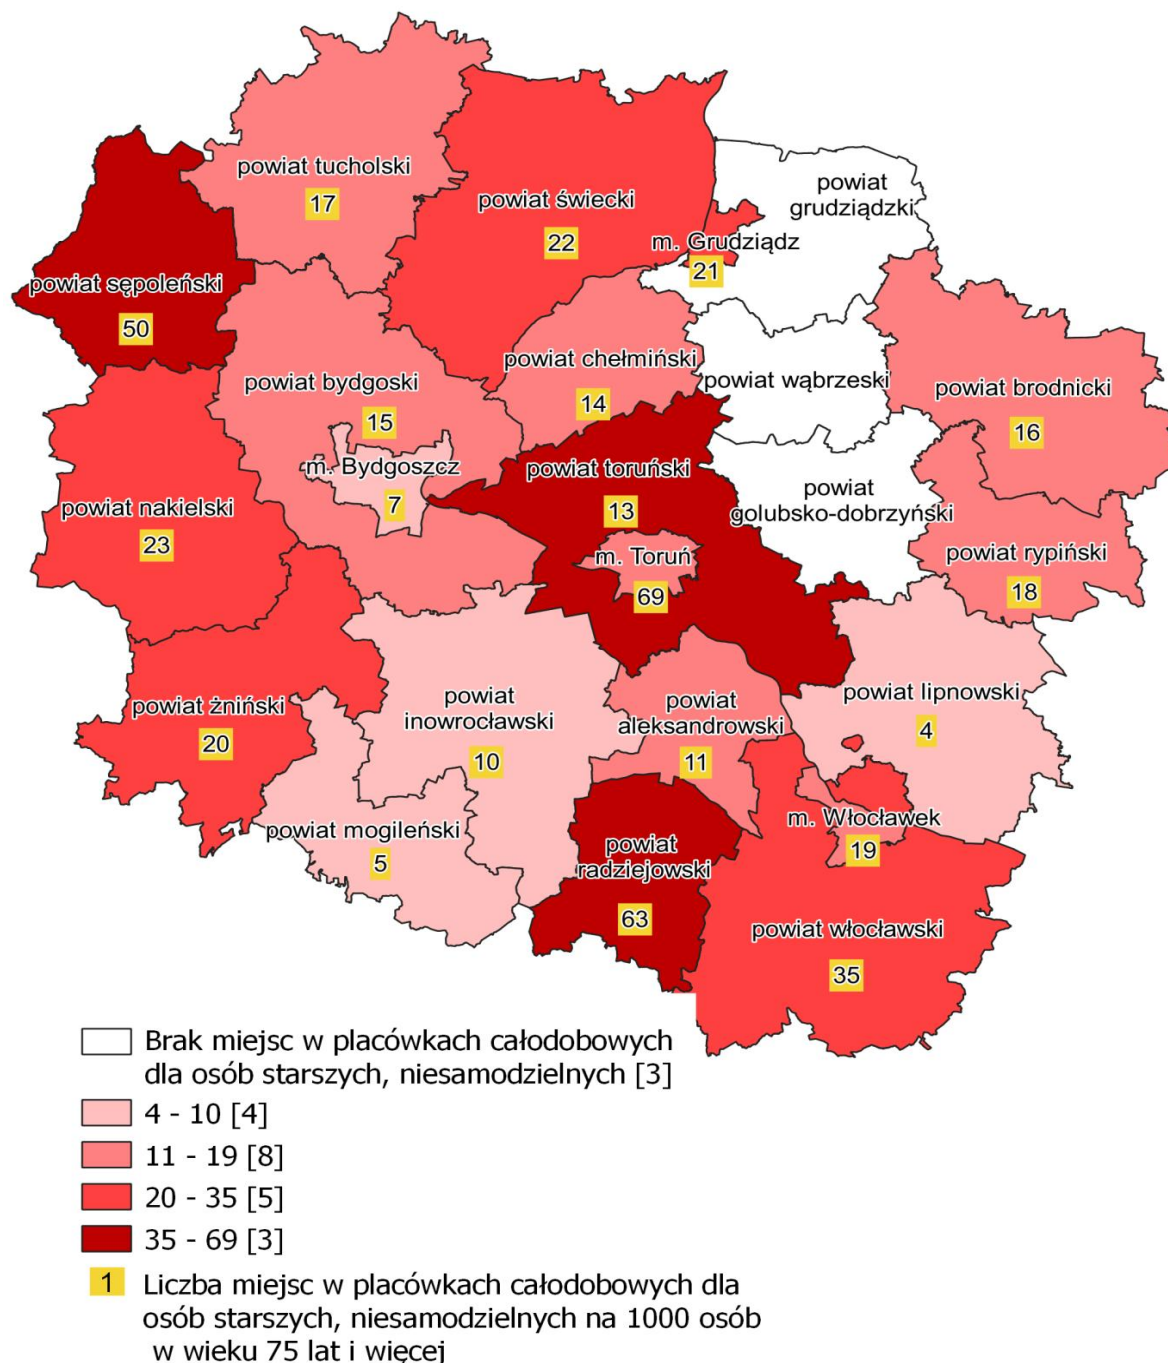 powiat tucholski
17
powiat świecki
22
powiat
grudziądzki
m. Grudziądz
21
powiat sępoleński
50
powiat chełmiński
14
powiat wąbrzeski
powiat brodnicki
16
powiat bydgoski
15
m. Bydgoszcz
7
powiat toruński
13
powiat
golubsko-dobrzyński
powiat nakielski
23
m. Toruń
69
powiat rypiński
18
powiat żniński
20
powiat
inowrocławski
10
powiat
aleksandrowski
11
powiat lipnowski
4
powiat mogileński
5
m. Włocławek
19
powiat
radziejowski
63
powiat włocławski
35
Brak miejsc w placówkach całodobowych
dla osób starszych, niesamodzielnych [3]
4 - 10 [4]
11 - 19 [8]
20 - 35 [5]
35 - 69 [3]
1 Liczba miejsc w placówkach całodobowych dla
osób starszych, niesamodzielnych na 1000 osób
w wieku 75 lat i więcej